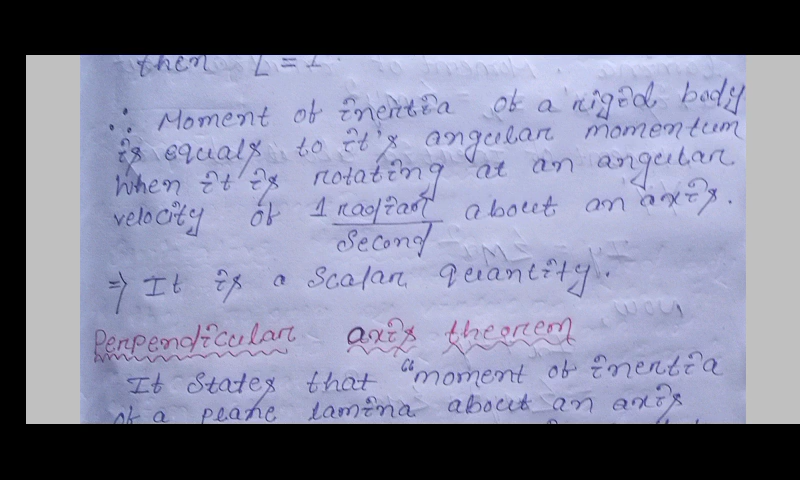 then L = I.
∴ Moment of inertia of a rigid body
is equals to it's angular momentum
when it is rotating at an angular
velocity of 1 radian/Second about an axis.
⇒ It is a Scalar quantity.
Perpendicular axis theorem
It States that "moment of inertia
of a plane lamina about an axis